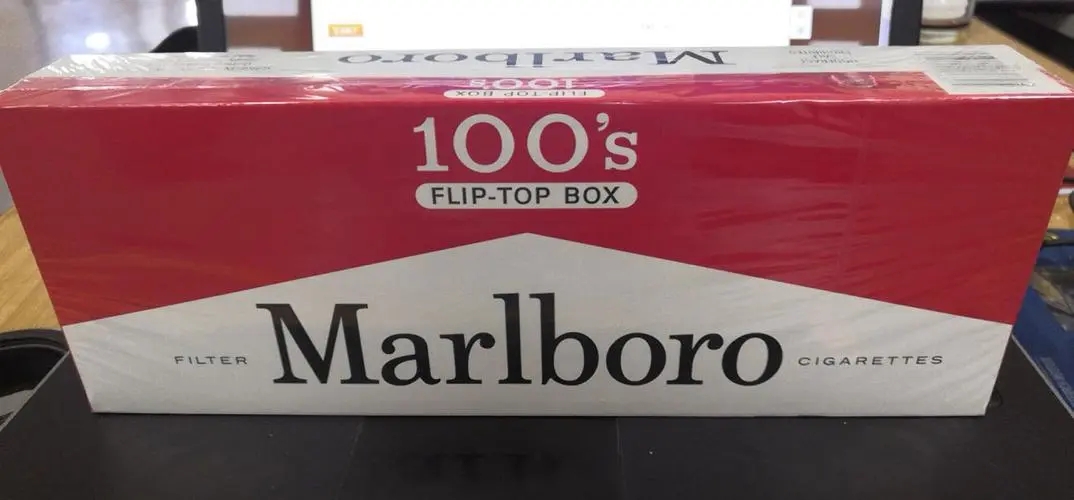 Marlboro
100's
FLIP-TOP BOX
100's
FLIP-TOP BOX
FILTER Marlboro CIGARETTES